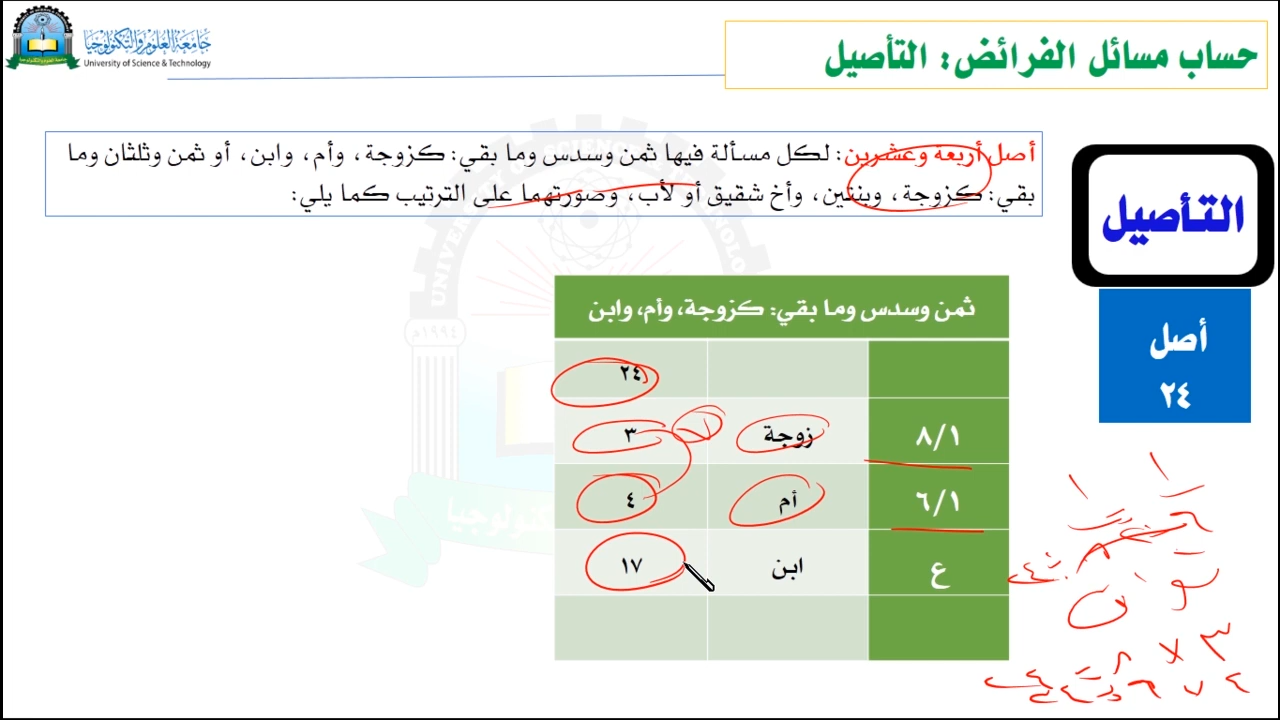 جامعة العلوم والتكنولوجيا
University of Science & Technology
حساب مسائل الفرائض: التأصيل
أصل أربعة وعشرين: لكل مسألة فيها ثمن وسدس وما بقي: كزوجة، وأم، وابن، أو ثمن وثلثان وما
بقي: كزوجة، وبنتين، وأخ شقيق أو لأب، وصورتهما على الترتيب كما يلي:
التأصيل
أصل
٢٤
ثمن وسدس وما بقي: كزوجة، وأم، وابن
٢٤
٨/١ زوجة ٣
٦/١ أم ٤
ع ابن ١٧
١٩٩٤م